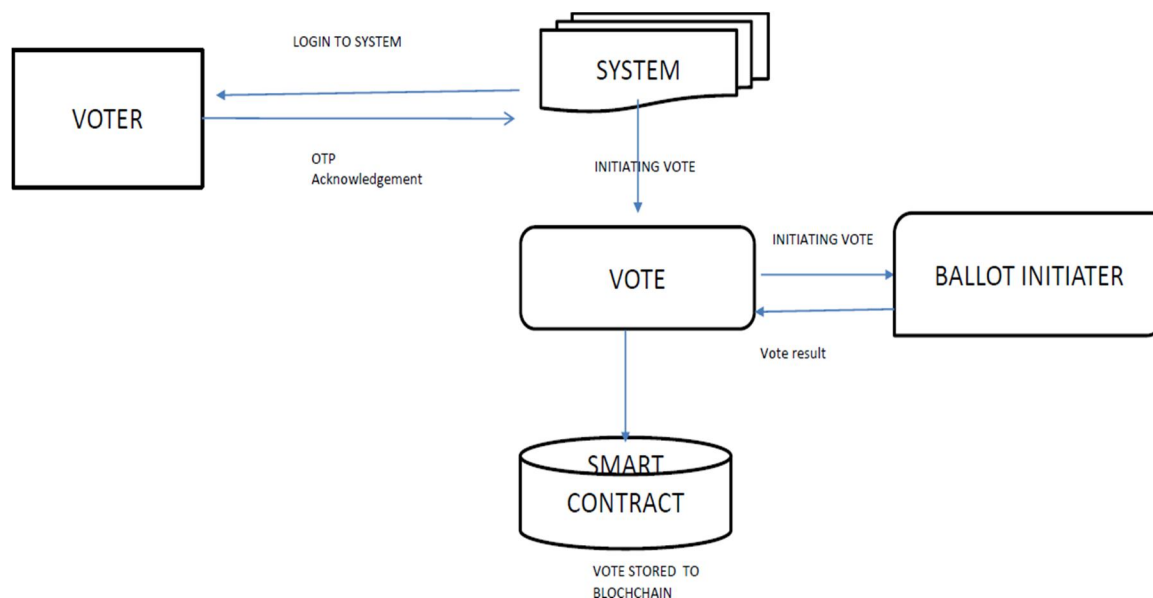 LOGIN TO SYSTEM
SYSTEM
VOTER
OTP
Acknowledgement
INITIATING VOTE
INITIATING VOTE
VOTE
BALLOT INITIATER
Vote result
SMART
CONTRACT
VOTE STORED TO
BLOCHCHAIN